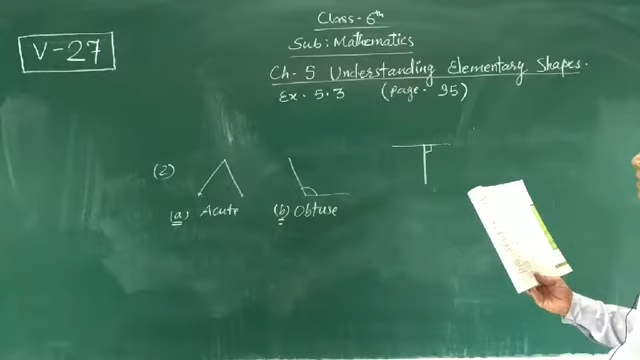 V-27
Class-6th
Sub: Mathematics
Ch-5 Understanding Elementary Shapes.
Ex. 5.3 (page- 95)
(2)
(a) Acute (b) Obtuse